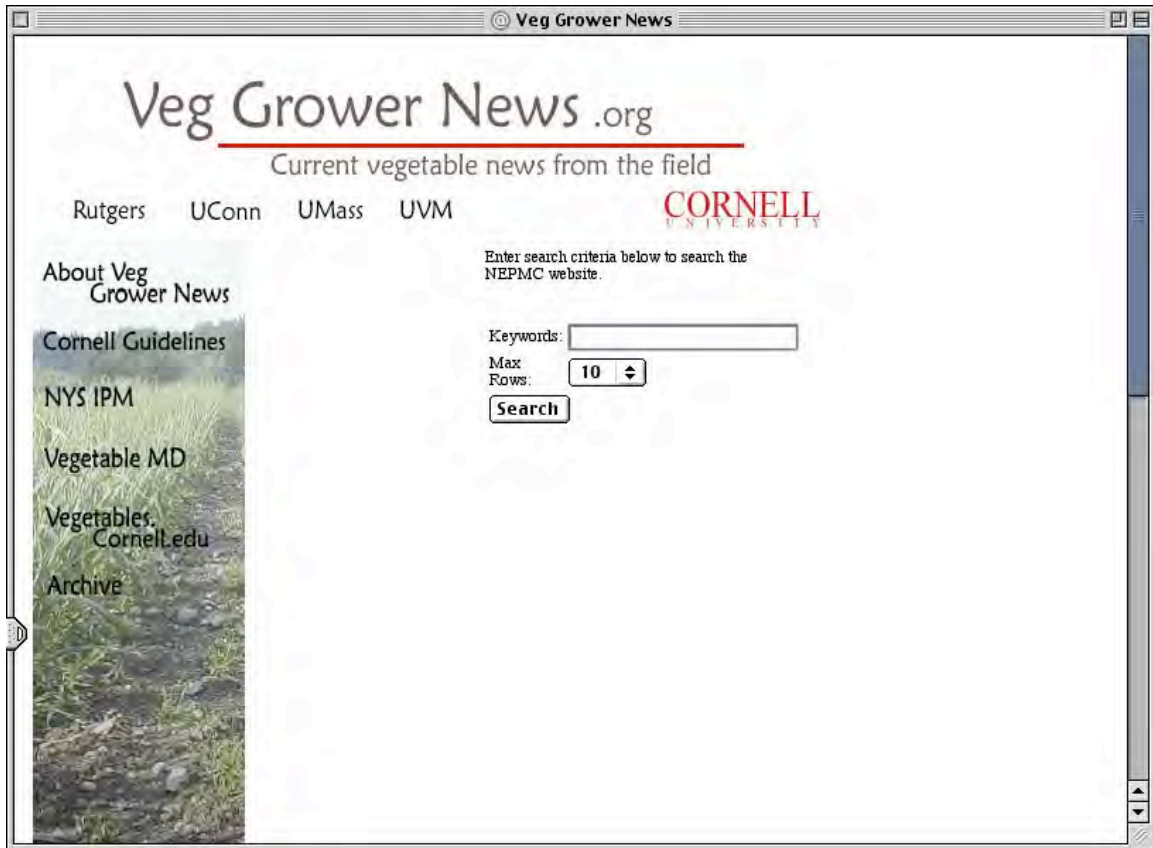 Veg Grower News
Veg Grower News .org
Current vegetable news from the field
Rutgers UConn UMass UVM CORNELL
UNIVERSITY
About Veg
Grower News
Cornell Guidelines
NYS IPM
Vegetable MD
Vegetables.
Cornell.edu
Archive
Enter search criteria below to search the
NEPMC website.
Keywords:
Max
Rows: 10
Search